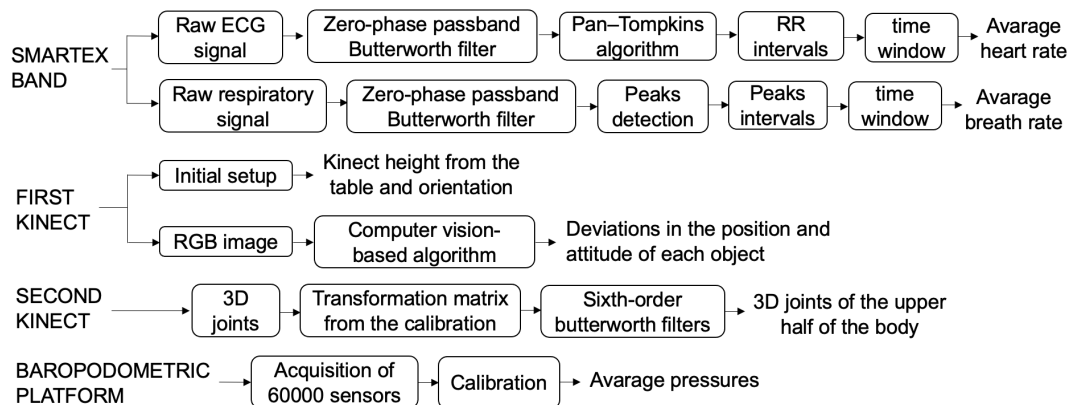 SMARTEX
BAND
Raw ECG
signal
Zero-phase passband
Butterworth filter
Pan–Tompkins
algorithm
RR
intervals
time
window
Avarage
heart rate
Raw respiratory
signal
Zero-phase passband
Butterworth filter
Peaks
detection
Peaks
intervals
time
window
Avarage
breath rate
FIRST
KINECT
Initial setup
Kinect height from the
table and orientation
RGB image
Computer vision-
based algorithm
Deviations in the position and
attitude of each object
SECOND
KINECT
3D
joints
Transformation matrix
from the calibration
Sixth-order
butterworth filters
3D joints of the upper
half of the body
BAROPODOMETRIC
PLATFORM
Acquisition of
60000 sensors
Calibration
Avarage pressures